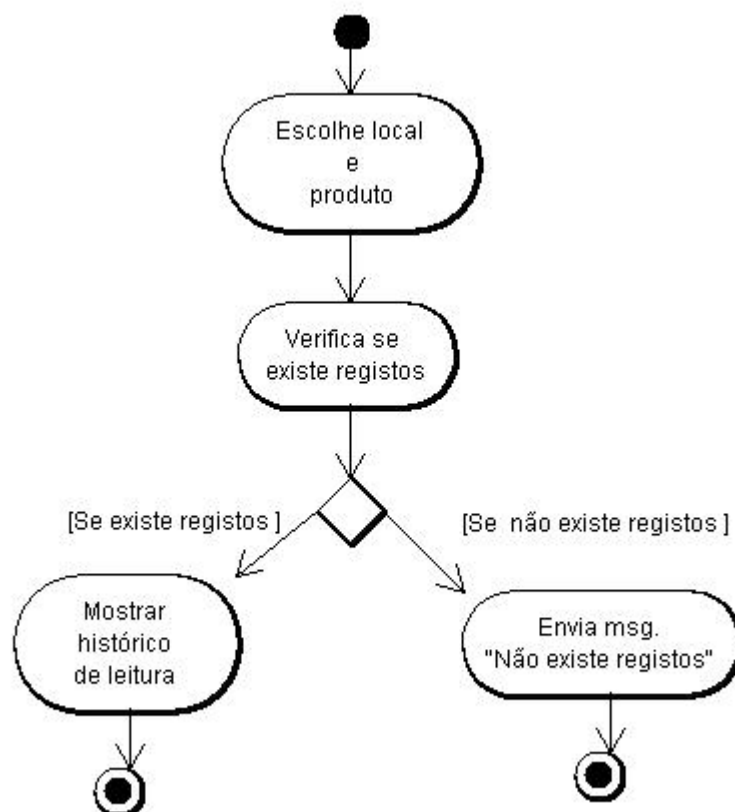 Escolhe local
e
produto
Verifica se
existe registos
[Se existe registos ]
[Se  não existe registos ]
Mostrar
histórico
de leitura
Envia msg.
"Não existe registos"